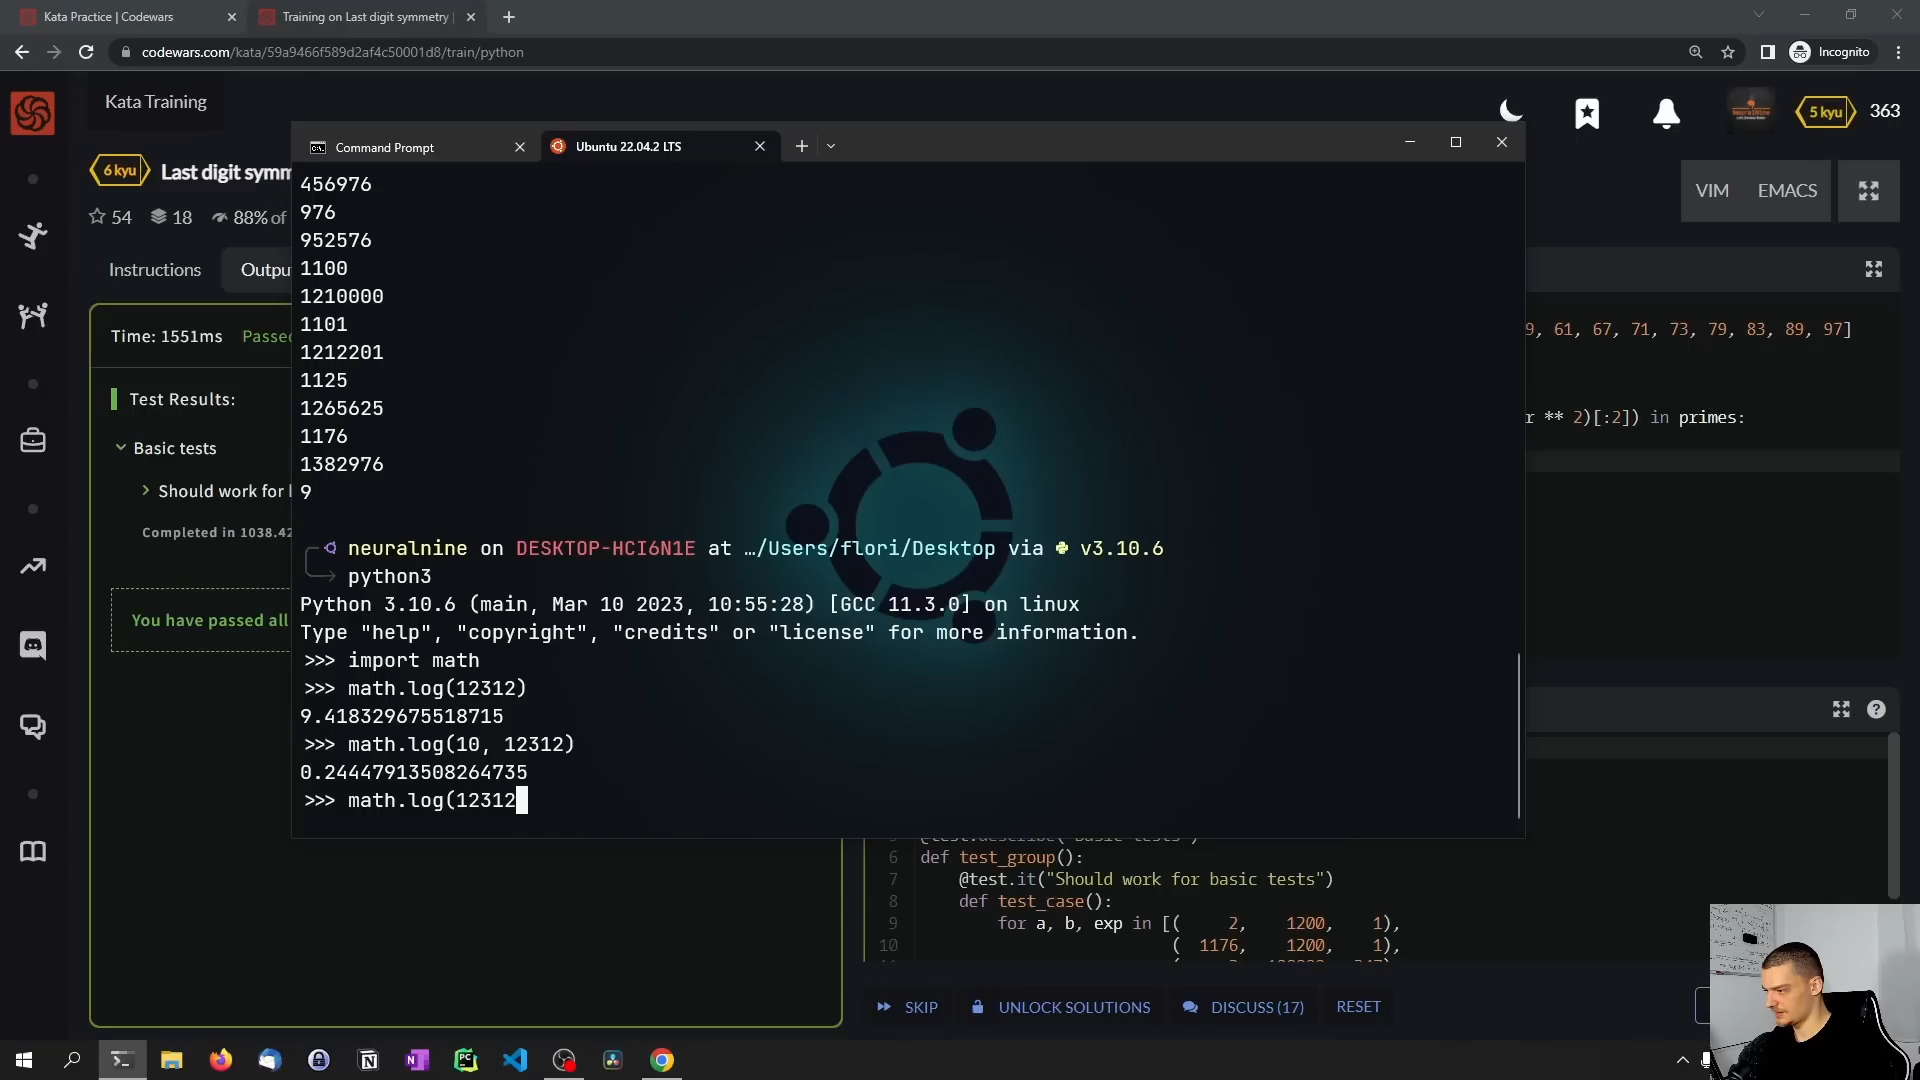 Kata Practice | Codewars
Training on Last digit symmetry |
codewars.com/kata/59a9466f589d2af4c50001d8/train/python
Incognito
Kata Training
5 kyu
363
Command Prompt
Ubuntu 22.04.2 LTS
6 kyu
Last digit symm
VIM
EMACS
54
18
88% of
Instructions
Outpu
456976
976
952576
1100
1210000
1101
1212201
1125
1265625
1176
1382976
9
Time: 1551ms
Passed
Test Results:
Basic tests
Should work for
Completed in 1038.42
You have passed all
9, 61, 67, 71, 73, 79, 83, 89, 97]
r ** 2)[:2]) in primes:
neuralnine on DESKTOP-HCI6N1E at …/Users/flori/Desktop via v3.10.6
python3
Python 3.10.6 (main, Mar 10 2023, 10:55:28) [GCC 11.3.0] on linux
Type "help", "copyright", "credits" or "license" for more information.
>>> import math
>>> math.log(12312)
9.418329675518715
>>> math.log(10, 12312)
0.24447913508264735
>>> math.log(12312
6 def test_group():
7 @test.it("Should work for basic tests")
8 def test_case():
9 for a, b, exp in [( 2, 1200, 1),
10 ( 1176, 1200, 1),
SKIP
UNLOCK SOLUTIONS
DISCUSS (17)
RESET